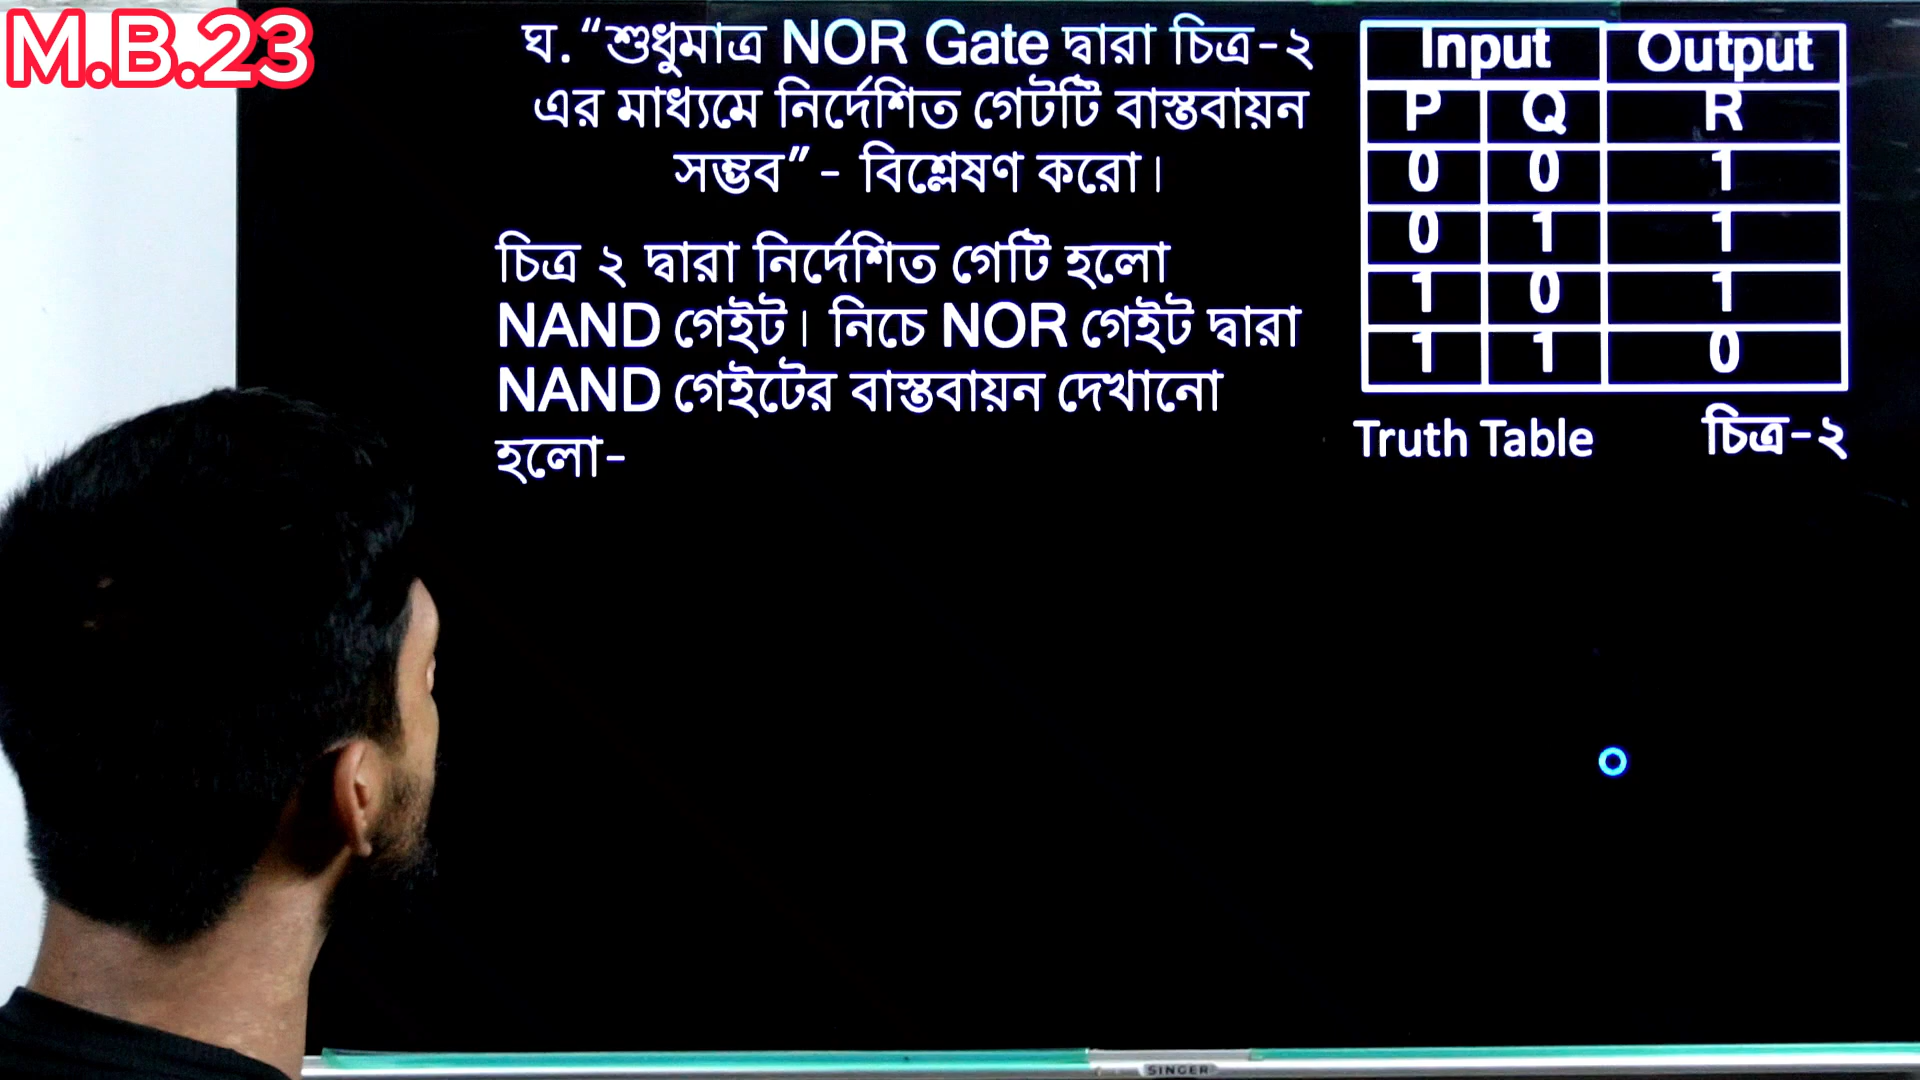 M.B.23
ঘ. “শুধুমাত্র NOR Gate দ্বারা চিত্র-২
এর মাধ্যমে নির্দেশিত গেটটি বাস্তবায়ন
সম্ভব” - বিশ্লেষণ করো।
চিত্র ২ দ্বারা নির্দেশিত গেটি হলো
NAND গেইট। নিচে NOR গেইট দ্বারা
NAND গেইটের বাস্তবায়ন দেখানো
হলো-
Input Output
P Q R
0 0 1
0 1 1
1 0 1
1 1 0
Truth Table চিত্র-২
SINGER